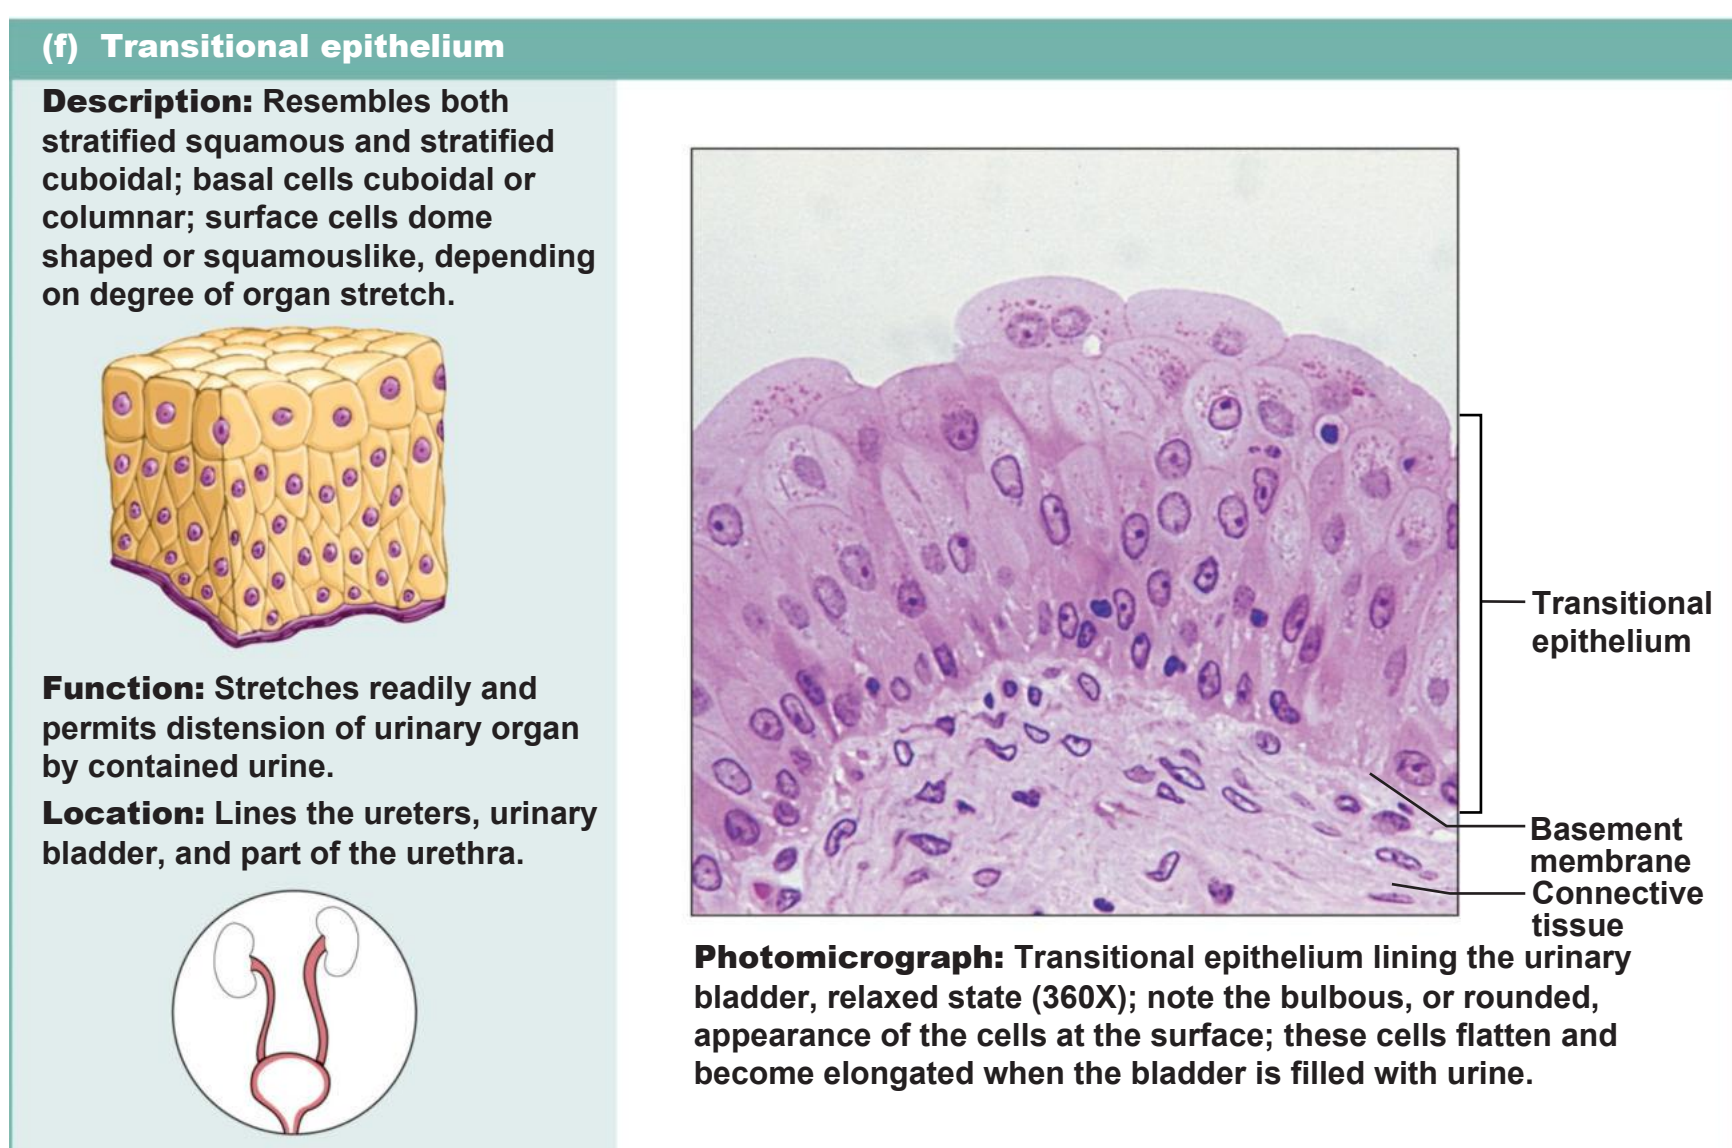 (f) Transitional epithelium
Description: Resembles both
stratified squamous and stratified
cuboidal; basal cells cuboidal or
columnar; surface cells dome
shaped or squamouslike, depending
on degree of organ stretch.
Function: Stretches readily and
permits distension of urinary organ
by contained urine.
Location: Lines the ureters, urinary
bladder, and part of the urethra.
Transitional
epithelium
Basement
membrane
Connective
tissue
Photomicrograph: Transitional epithelium lining the urinary
bladder, relaxed state (360X); note the bulbous, or rounded,
appearance of the cells at the surface; these cells flatten and
become elongated when the bladder is filled with urine.